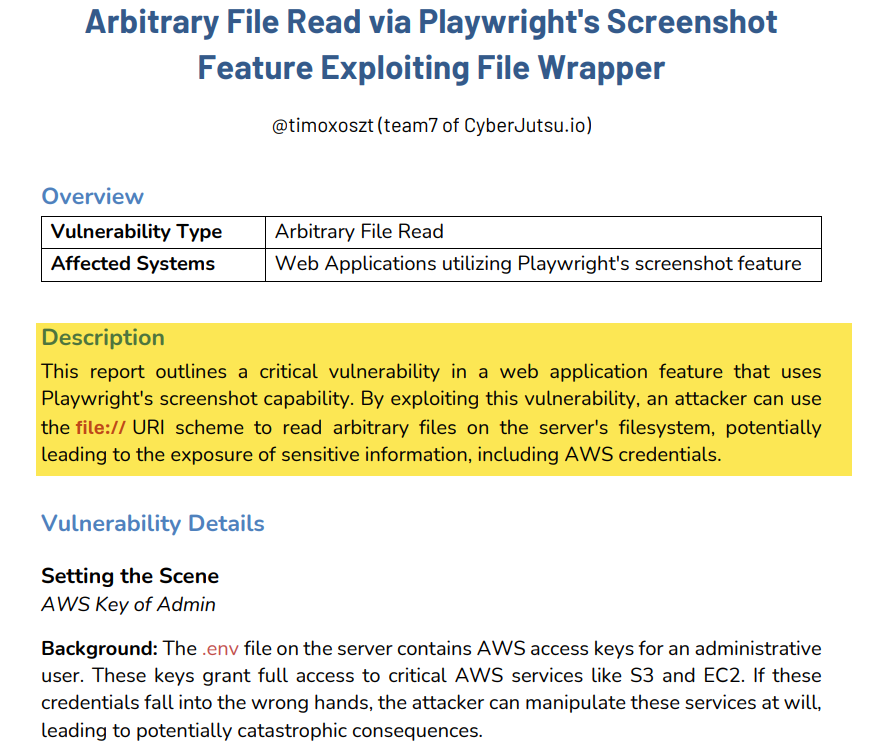 Arbitrary File Read via Playwright's Screenshot
Feature Exploiting File Wrapper
@timoxoszt (team7 of CyberJutsu.io)
Overview
Vulnerability Type Arbitrary File Read
Affected Systems Web Applications utilizing Playwright's screenshot feature
Description
This report outlines a critical vulnerability in a web application feature that uses
Playwright's screenshot capability. By exploiting this vulnerability, an attacker can use
the file:// URI scheme to read arbitrary files on the server's filesystem, potentially
leading to the exposure of sensitive information, including AWS credentials.
Vulnerability Details
Setting the Scene
AWS Key of Admin
Background: The .env file on the server contains AWS access keys for an administrative
user. These keys grant full access to critical AWS services like S3 and EC2. If these
credentials fall into the wrong hands, the attacker can manipulate these services at will,
leading to potentially catastrophic consequences.